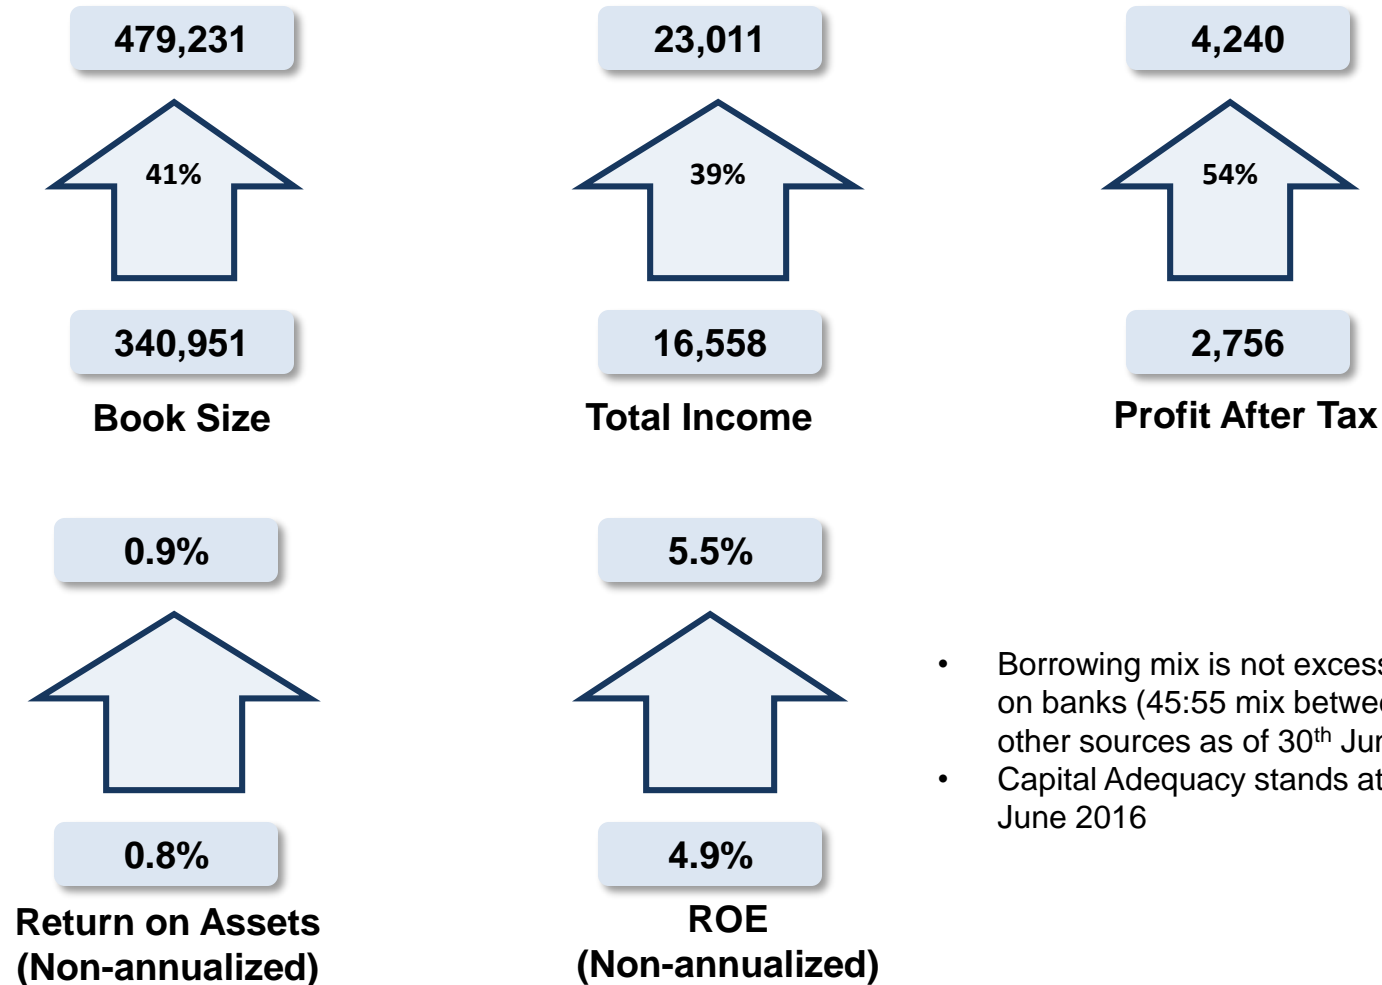 479,231
23,011
4,240
41%
39%
54%
340,951
16,558
2,756
Book Size
Total Income
Profit After Tax
0.9%
5.5%
0.8%
4.9%
Return on Assets
(Non-annualized)
ROE
(Non-annualized)
• Borrowing mix is not
on banks (45:55 mix
other sources as of 30th
• Capital Adequacy stands at
June 2016